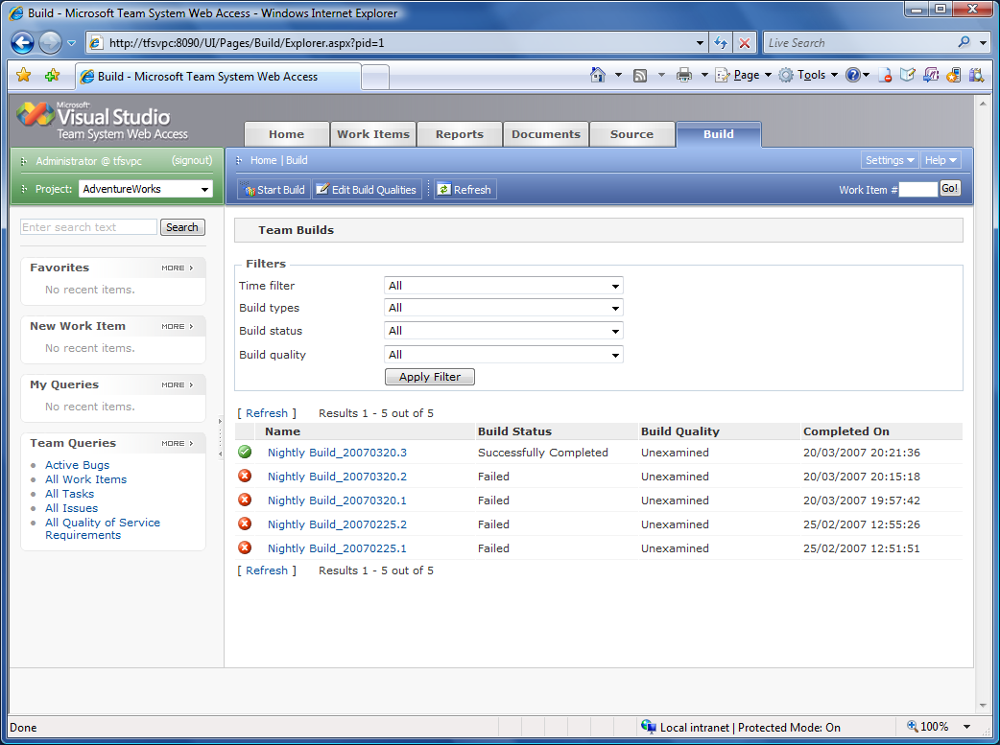 Build - Microsoft Team System Web Access - Windows Internet Explorer
http://tfsvpc:8090/UI/Pages/Build/Explorer.aspx?pid=1
Live Search
Build - Microsoft Team System Web Access
Page
Tools
Microsoft
Visual Studio
Team System Web Access
Home Work Items Reports Documents Source Build
Administrator @ tfsvpc (signout)
Home | Build
Settings Help
Project: AdventureWorks
Start Build Edit Build Qualities Refresh
Work Item # Go!
Enter search text Search
Favorites MORE >
No recent items.
New Work Item MORE >
No recent items.
My Queries MORE >
No recent items.
Team Queries MORE >
Active Bugs
All Work Items
All Tasks
All Issues
All Quality of Service
Requirements
Team Builds
Filters
Time filter All
Build types All
Build status All
Build quality All
Apply Filter
[ Refresh ] Results 1 - 5 out of 5
Name Build Status Build Quality Completed On
Nightly Build_20070320.3 Successfully Completed Unexamined 20/03/2007 20:21:36
Nightly Build_20070320.2 Failed Unexamined 20/03/2007 20:15:18
Nightly Build_20070320.1 Failed Unexamined 20/03/2007 19:57:42
Nightly Build_20070225.2 Failed Unexamined 25/02/2007 12:55:26
Nightly Build_20070225.1 Failed Unexamined 25/02/2007 12:51:51
[ Refresh ] Results 1 - 5 out of 5
Done
Local intranet | Protected Mode: On
100%